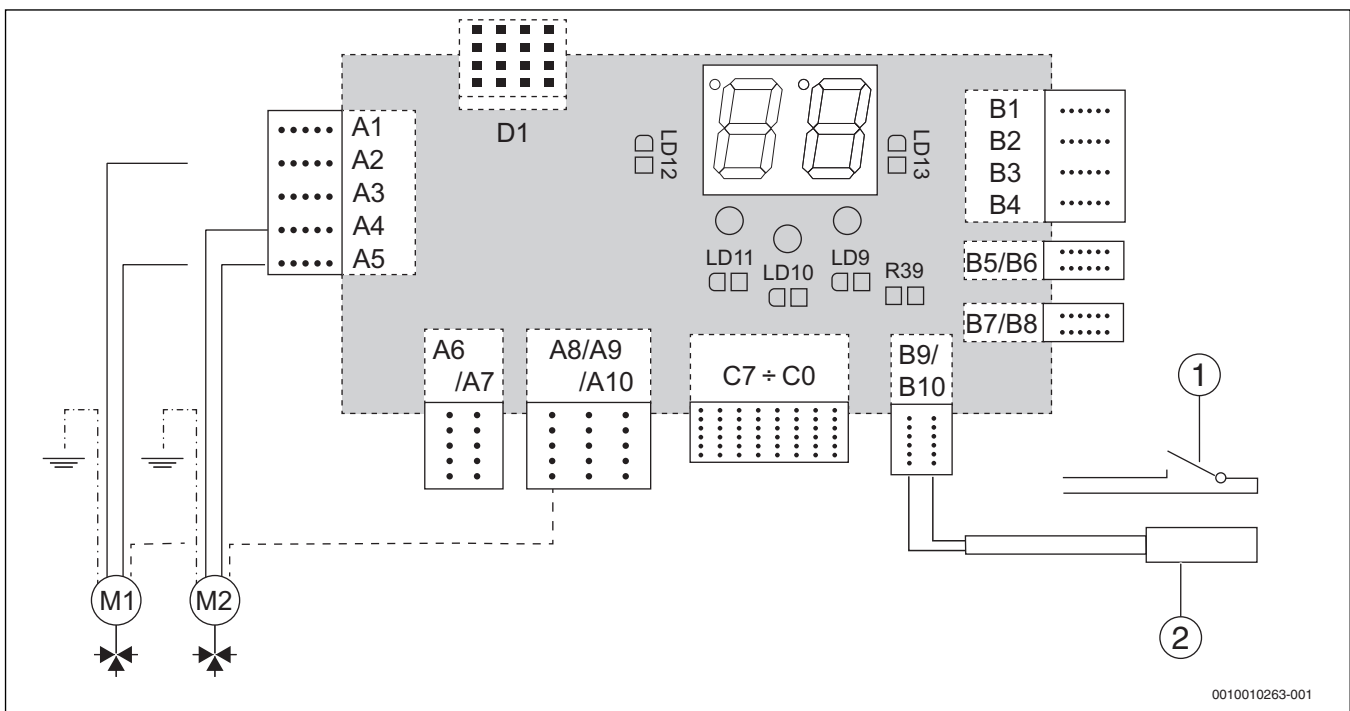 D1
A1
A2
A3
A4
A5
LD12
LD13
B1
B2
B3
B4
B5/B6
B7/B8
LD11
LD10
LD9
R39
A6
/A7
A8/A9
/A10
C7 ÷ C0
B9/
B10
1
2
M1
M2
0010010263-001